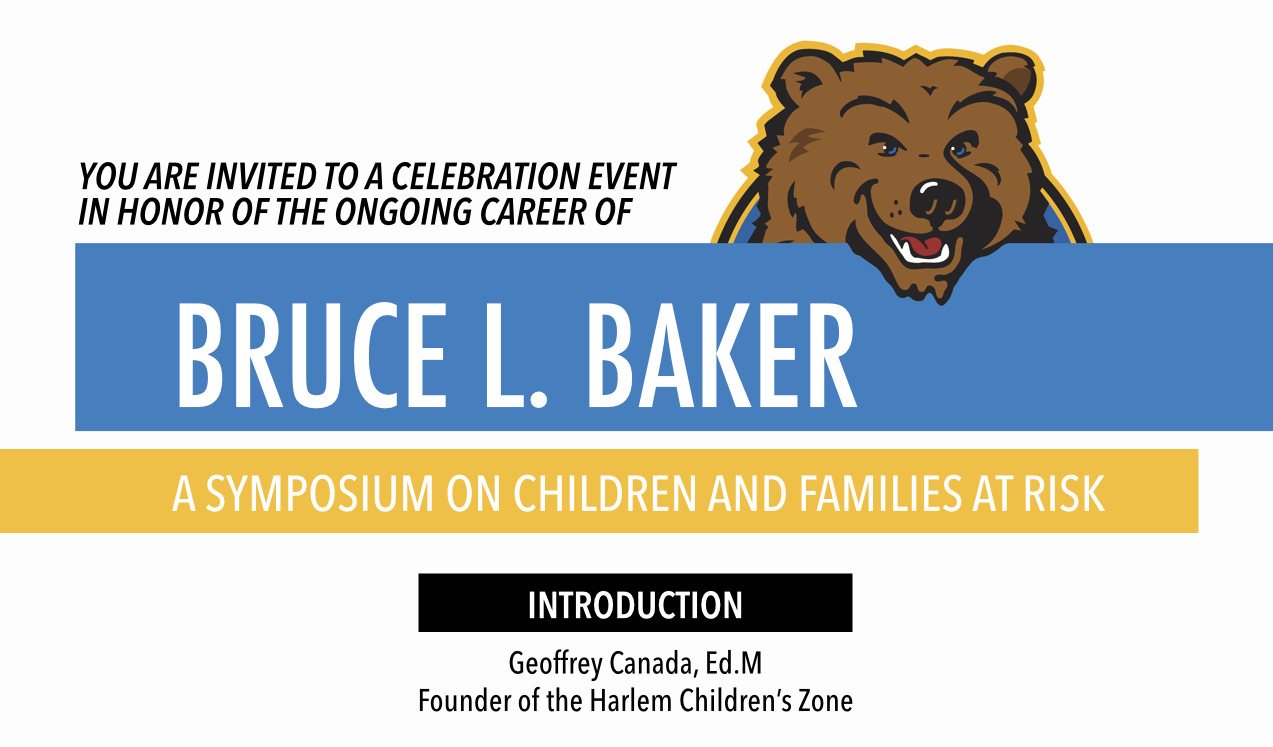 YOU ARE INVITED TO A CELEBRATION EVENT
IN HONOR OF THE ONGOING CAREER OF
BRUCE L. BAKER
A SYMPOSIUM ON CHILDREN AND FAMILIES AT RISK
INTRODUCTION
Geoffrey Canada, Ed.M
Founder of the Harlem Children’s Zone